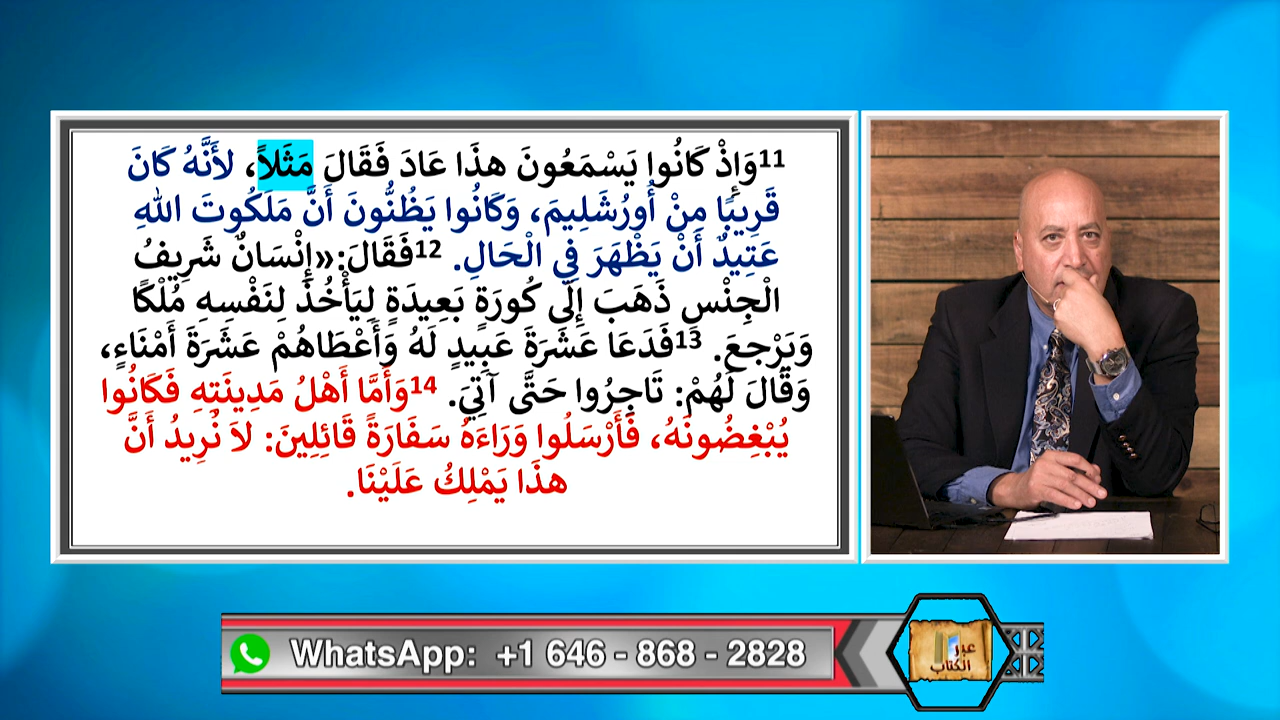 11وَإِذْ كَانُوا يَسْمَعُونَ هذَا عَادَ فَقَالَ مَثَلاً، لأَنَّهُ كَانَ
قَرِيبًا مِنْ أُورُشَلِيمَ، وَكَانُوا يَظُنُّونَ أَنَّ مَلَكُوتَ اللهِ
عَتِيدٌ أَنْ يَظْهَرَ فِي الْحَالِ. 12فَقَالَ:«إِنْسَانٌ شَرِيفُ
الْجِنْسِ ذَهَبَ إِلَى كُورَةٍ بَعِيدَةٍ لِيَأْخُذَ لِنَفْسِهِ مُلْكًا
وَيَرْجعَ. 13فَدَعَا عَشَرَةَ عَبِيدٍ لَهُ وَأَعْطَاهُمْ عَشَرَةَ أَمْنَاءٍ،
وَقَالَ لَهُمْ: تَاجِرُوا حَتَّى آتِيَ. 14وَأَمَّا أَهْلُ مَدِينَتِهِ فَكَانُوا
يُبْغِضُونَهُ، فَأَرْسَلُوا وَرَاءَهُ سَفَارَةً قَائِلِينَ: لاَ نُرِيدُ أَنَّ
هذَا يَمْلِكُ عَلَيْنَا.
WhatsApp: +1 646 - 868 - 2828
عبر
الكتاب